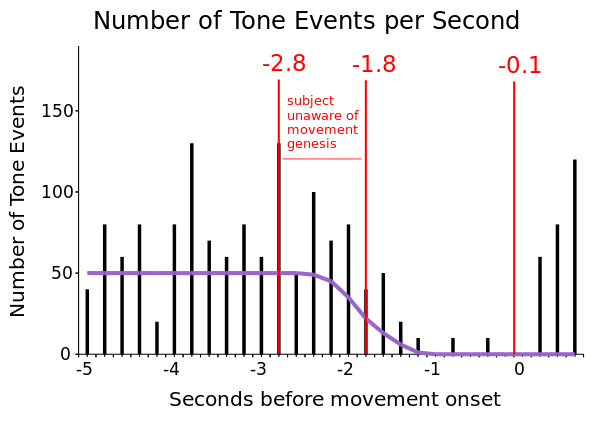 Number of Tone Events per Second
-2.8
-1.8
-0.1
subject
unaware of
movement
genesis
Number of Tone Events
150
100
50
0
-5
-4
-3
-2
-1
0
Seconds before movement onset